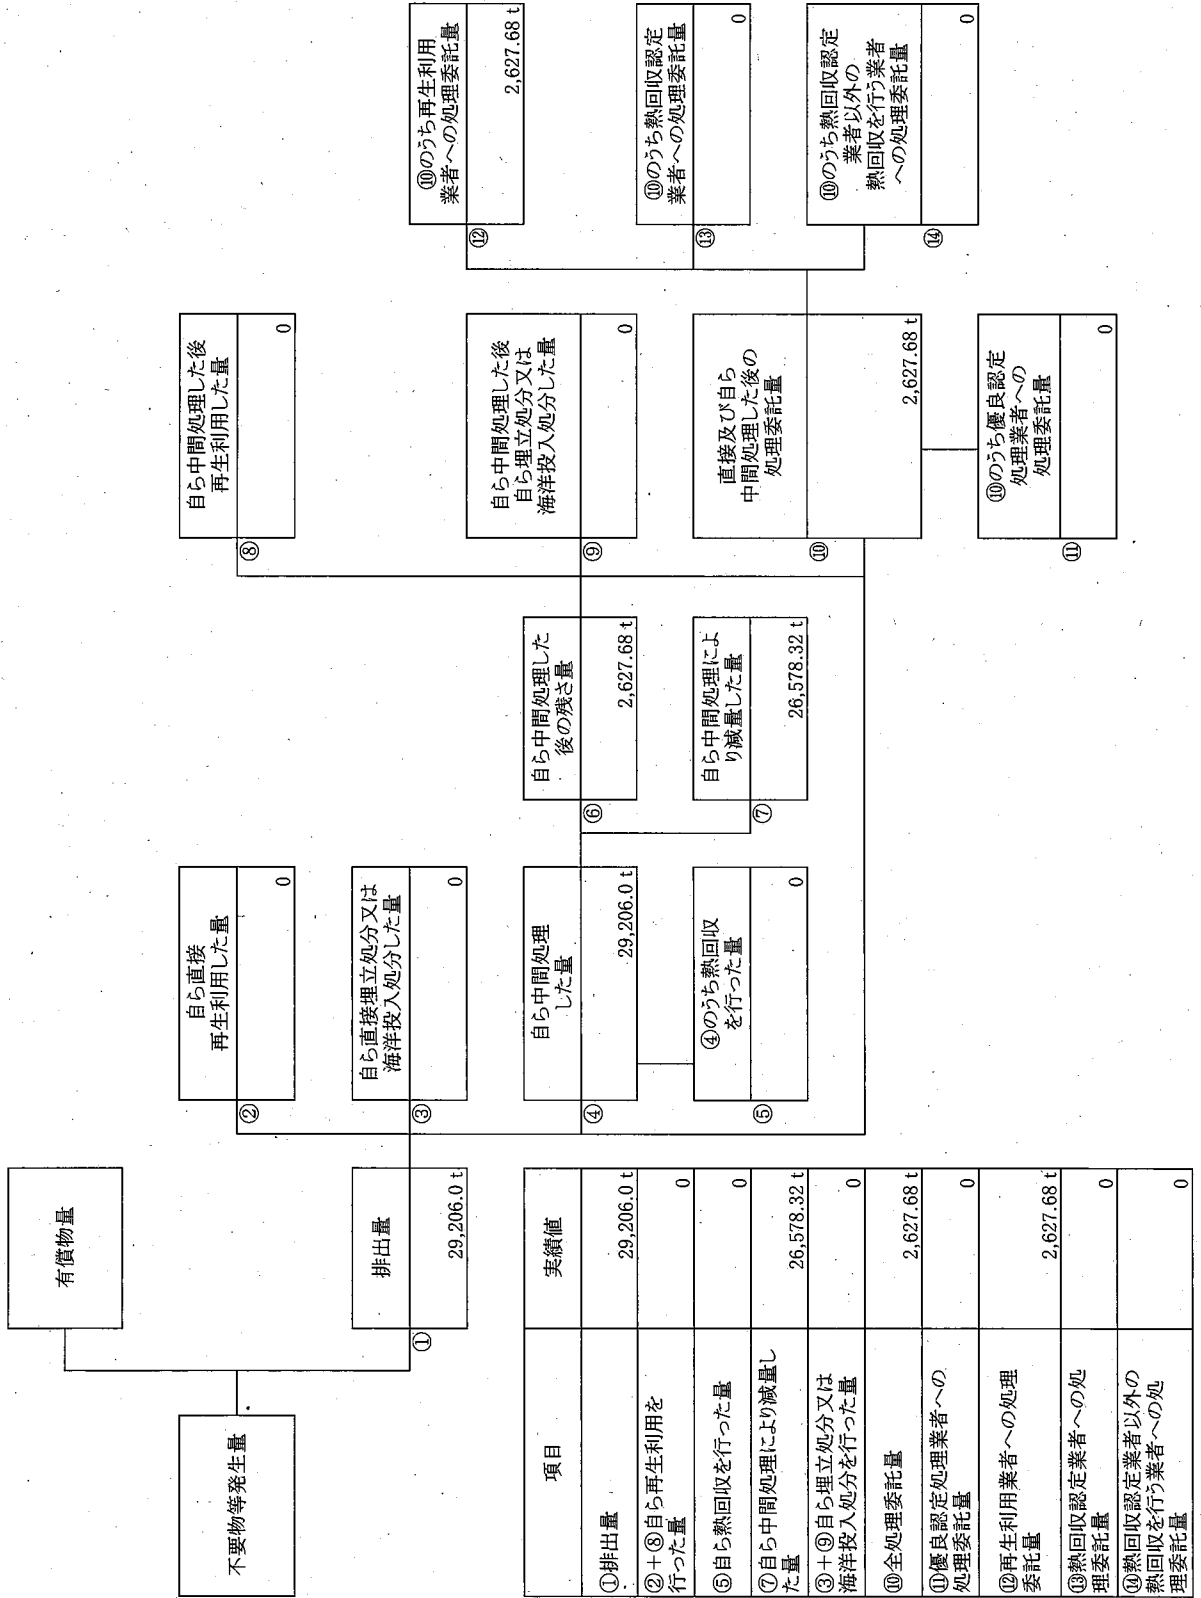 不要物等発生量
有償物量
排出量
29,206.0 t
①
自ら直接
再生利用した量
0
②
自ら直接埋立処分又は
海洋投入処分した量
0
③
自ら中間処理
した量
29,206.0 t
④
④のうち熱回収
を行った量
0
⑤
自ら中間処理した
後の残さ量
2,627.68 t
⑥
自ら中間処理によ
り減量した量
26,578.32 t
⑦
自ら中間処理した後
再生利用した量
0
⑧
自ら中間処理した後
自ら埋立処分又は
海洋投入処分した量
0
⑨
直接及び自ら
中間処理した後の
処理委託量
2,627.68 t
⑩
⑩のうち優良認定
処理業者への
処理委託量
0
⑪
⑩のうち再生利用
業者への処理委託量
2,627.68 t
⑫
⑩のうち熱回収認定
業者への処理委託量
0
⑬
⑩のうち熱回収認定
業者以外の
熱回収を行う業者
への処理委託量
0
⑭
項目
実績値
①排出量
29,206.0 t
②+⑧自ら再生利用を
行った量
0
⑤自ら熱回収を行った量
0
⑦自ら中間処理により減量し
た量
26,578.32 t
③+⑨自ら埋立処分又は
海洋投入処分を行った量
0
⑩全処理委託量
2,627.68 t
⑪優良認定処理業者への
処理委託量
0
⑫再生利用業者への処理
委託量
2,627.68 t
⑬熱回収認定業者への処
理委託量
0
⑭熱回収認定業者以外の
熱回収を行う業者への処
理委託量
0